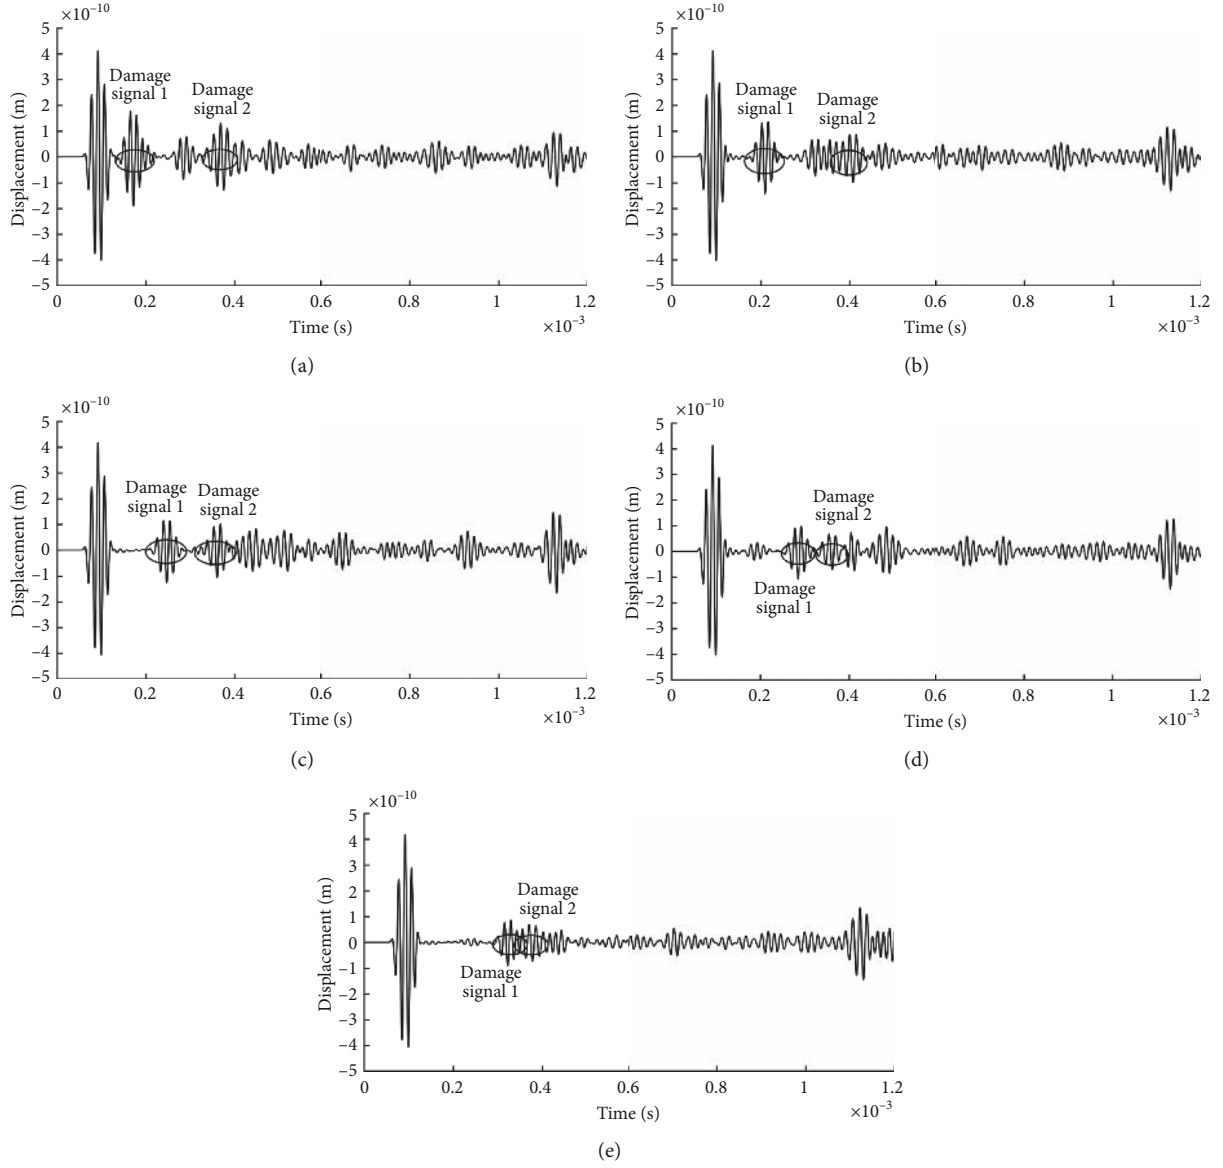 ×10−10
5
4
3
2
1
0
−1
−2
−3
−4
−5
Displacement (m)
Damage
signal 1
Damage
signal 2
0 0.2 0.4 0.6 0.8 1 1.2
Time (s)
×10−3
(a)
×10−10
5
4
3
2
1
0
−1
−2
−3
−4
−5
Displacement (m)
Damage
signal 1
Damage
signal 2
0 0.2 0.4 0.6 0.8 1 1.2
Time (s)
×10−3
(b)
×10−10
5
4
3
2
1
0
−1
−2
−3
−4
−5
Displacement (m)
Damage
signal 1
Damage
signal 2
0 0.2 0.4 0.6 0.8 1 1.2
Time (s)
×10−3
(c)
×10−10
5
4
3
2
1
0
−1
−2
−3
−4
−5
Displacement (m)
Damage
signal 2
Damage
signal 1
0 0.2 0.4 0.6 0.8 1 1.2
Time (s)
×10−3
(d)
×10−10
5
4
3
2
1
0
−1
−2
−3
−4
−5
Displacement (m)
Damage
signal 2
Damage
signal 1
0 0.2 0.4 0.6 0.8 1 1.2
Time (s)
×10−3
(e)